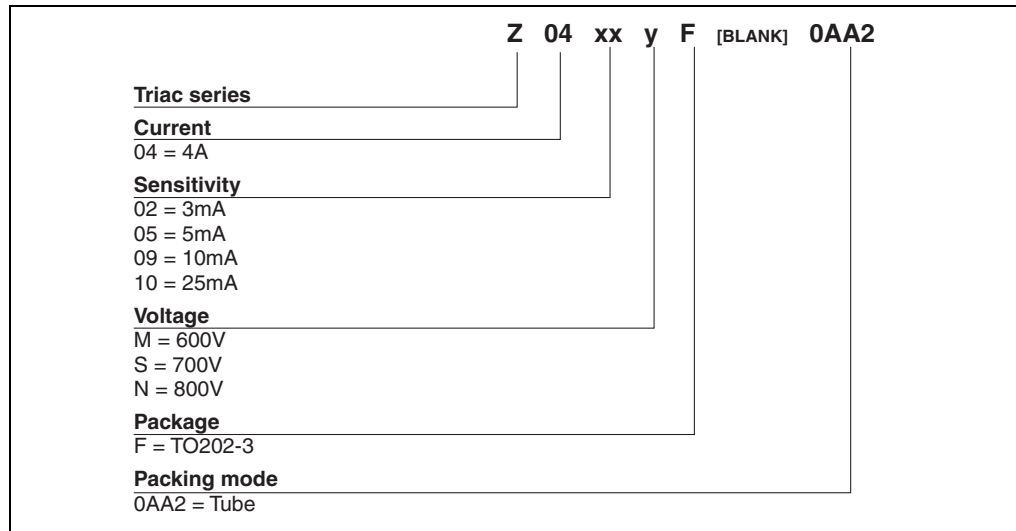 Z 04 xx y F [BLANK] 0AA2
Triac series
Current
04 = 4A
Sensitivity
02 = 3mA
05 = 5mA
09 = 10mA
10 = 25mA
Voltage
M = 600V
S = 700V
N = 800V
Package
F = TO202-3
Packing mode
0AA2 = Tube